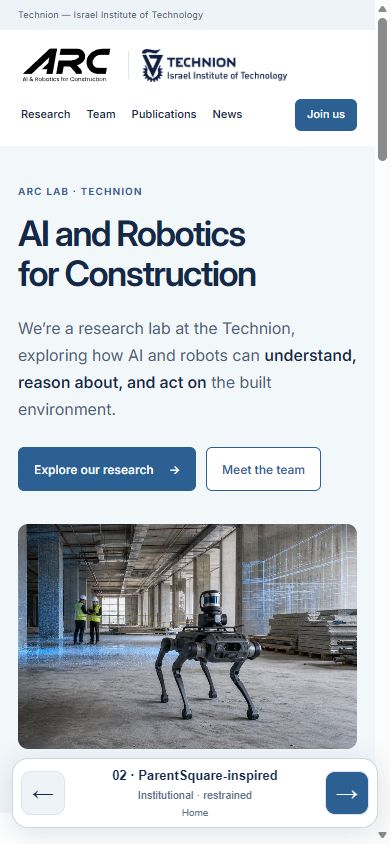 Technion — Israel Institute of Technology
ARC
AI & Robotics for Construction
TECHNION
Israel Institute of Technology
Research Team Publications News Join us
ARC LAB · TECHNION
AI and Robotics
for Construction
We’re a research lab at the Technion,
exploring how AI and robots can understand,
reason about, and act on the built
environment.
Explore our research → Meet the team
← 02 · ParentSquare-inspired →
Institutional · restrained
Home